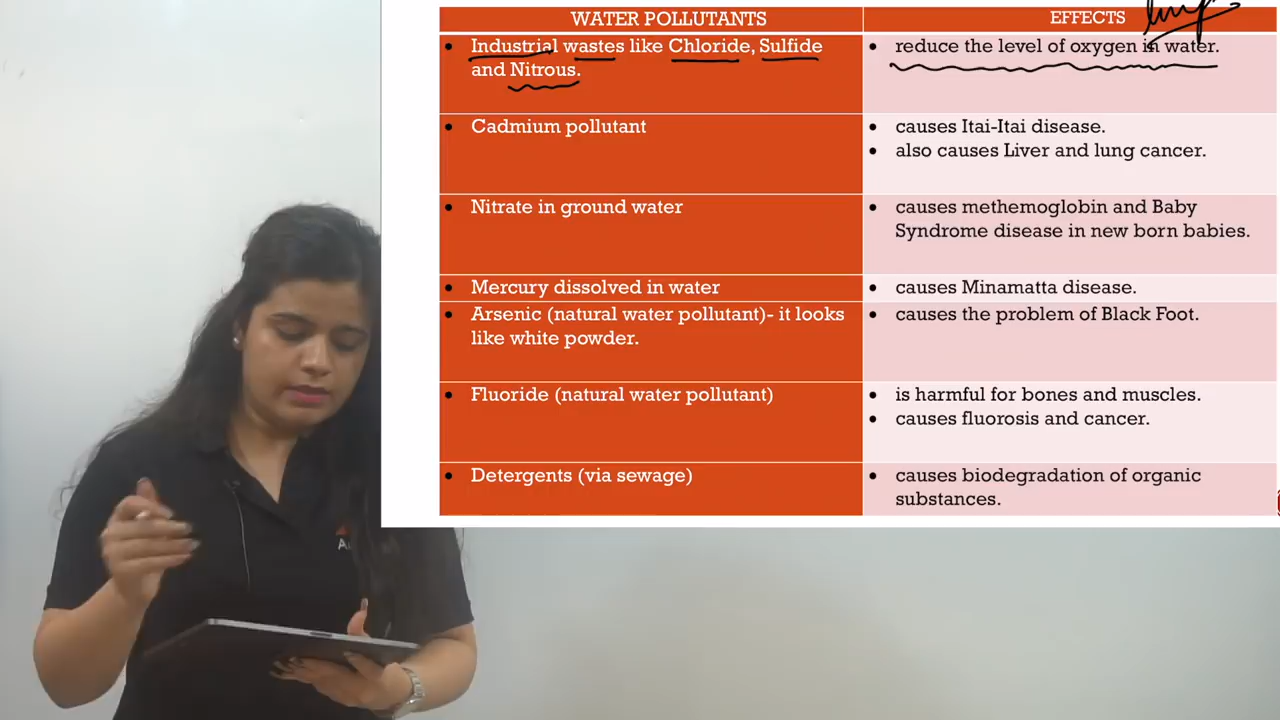 WATER POLLUTANTS
EFFECTS
• Industrial wastes like Chloride, Sulfide
and Nitrous.
• reduce the level of oxygen in water.
• Cadmium pollutant
• causes Itai-Itai disease.
• also causes Liver and lung cancer.
• Nitrate in ground water
• causes methemoglobin and Baby
Syndrome disease in new born babies.
• Mercury dissolved in water
• causes Minamatta disease.
• Arsenic (natural water pollutant)- it looks
like white powder.
• causes the problem of Black Foot.
• Fluoride (natural water pollutant)
• is harmful for bones and muscles.
• causes fluorosis and cancer.
• Detergents (via sewage)
• causes biodegradation of organic
substances.